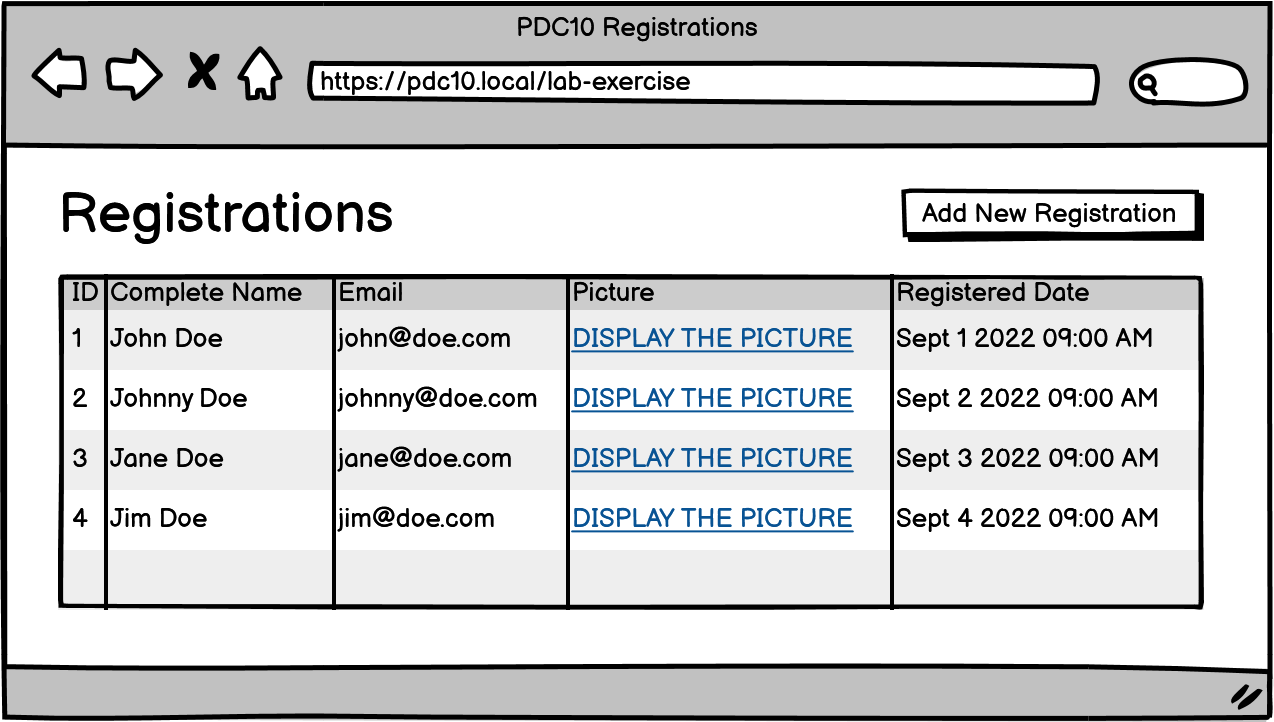 PDC10 Registrations
https://pdc10.local/lab-exercise
Registrations
Add New Registration
ID Complete Name Email Picture Registered Date
1 John Doe john@doe.com DISPLAY THE PICTURE Sept 1 2022 09:00 AM
2 Johnny Doe johnny@doe.com DISPLAY THE PICTURE Sept 2 2022 09:00 AM
3 Jane Doe jane@doe.com DISPLAY THE PICTURE Sept 3 2022 09:00 AM
4 Jim Doe jim@doe.com DISPLAY THE PICTURE Sept 4 2022 09:00 AM